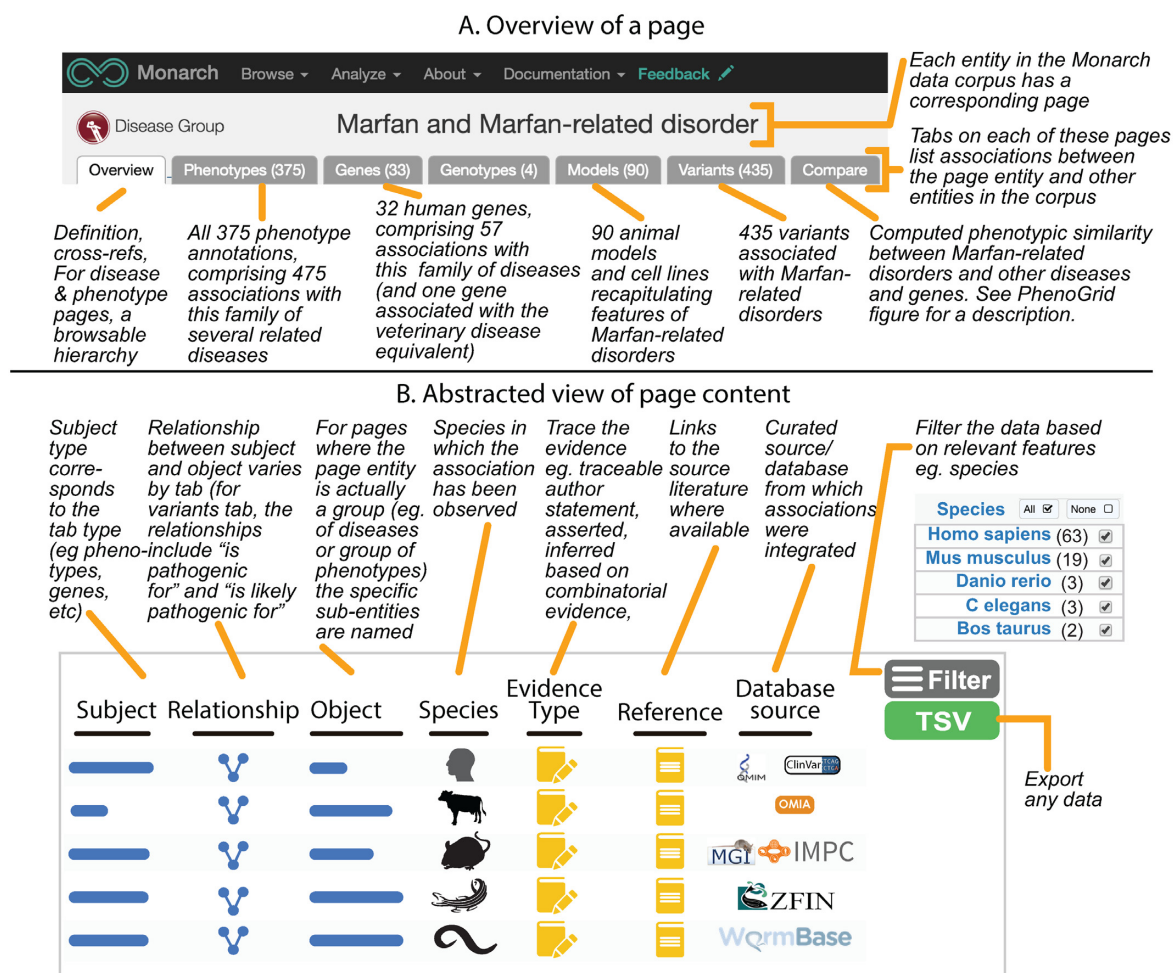 A. Overview of a page
Monarch Browse Analyze About Documentation Feedback
Disease Group
Marfan and Marfan-related disorder
Overview Phenotypes (375) Genes (33) Genotypes (4) Models (90) Variants (435) Compare
Each entity in the Monarch
data corpus has a
corresponding page
Tabs on each of these pages
list associations between
the page entity and other
entities in the corpus
Definition,
cross-refs,
For disease
& phenotype
pages, a
browsable
hierarchy
All 375 phenotype
annotations,
comprising 475
associations with
this family of
several related
diseases
32 human genes,
comprising 57
associations with
this family of diseases
(and one gene
associated with the
veterinary disease
equivalent)
90 animal
models
and cell lines
recapitulating
features of
Marfan-related
disorders
435 variants
associated
with Marfan-
related
disorders
Computed phenotypic similarity
between Marfan-related
disorders and other diseases
and genes. See PhenoGrid
figure for a description.
B. Abstracted view of page content
Subject
type
corre-
sponds
to the
tab type
(eg pheno-
types,
genes,
etc)
Relationship
between subject
and object varies
by tab (for
variants tab, the
relationships
include “is
pathogenic
for” and “is likely
pathogenic for”
For pages
where the
page entity
is actually
a group (eg.
of diseases
or group of
phenotypes)
the specific
sub-entities
are named
Species in
which the
association
has been
observed
Trace the
evidence
eg. traceable
author
statement,
asserted,
inferred
based on
combinatorial
evidence,
Links
to the
source
literature
where
available
Curated
source/
database
from which
associations
were
integrated
Filter the data based
on relevant features
eg. species
Species All None
Homo sapiens (63)
Mus musculus (19)
Danio rerio (3)
C elegans (3)
Bos taurus (2)
Filter
TSV
Export
any data
Subject Relationship Object Species Evidence Type Reference Database source
OMIM ClinVar
OMIA
MGI IMPC
ZFIN
WormBase